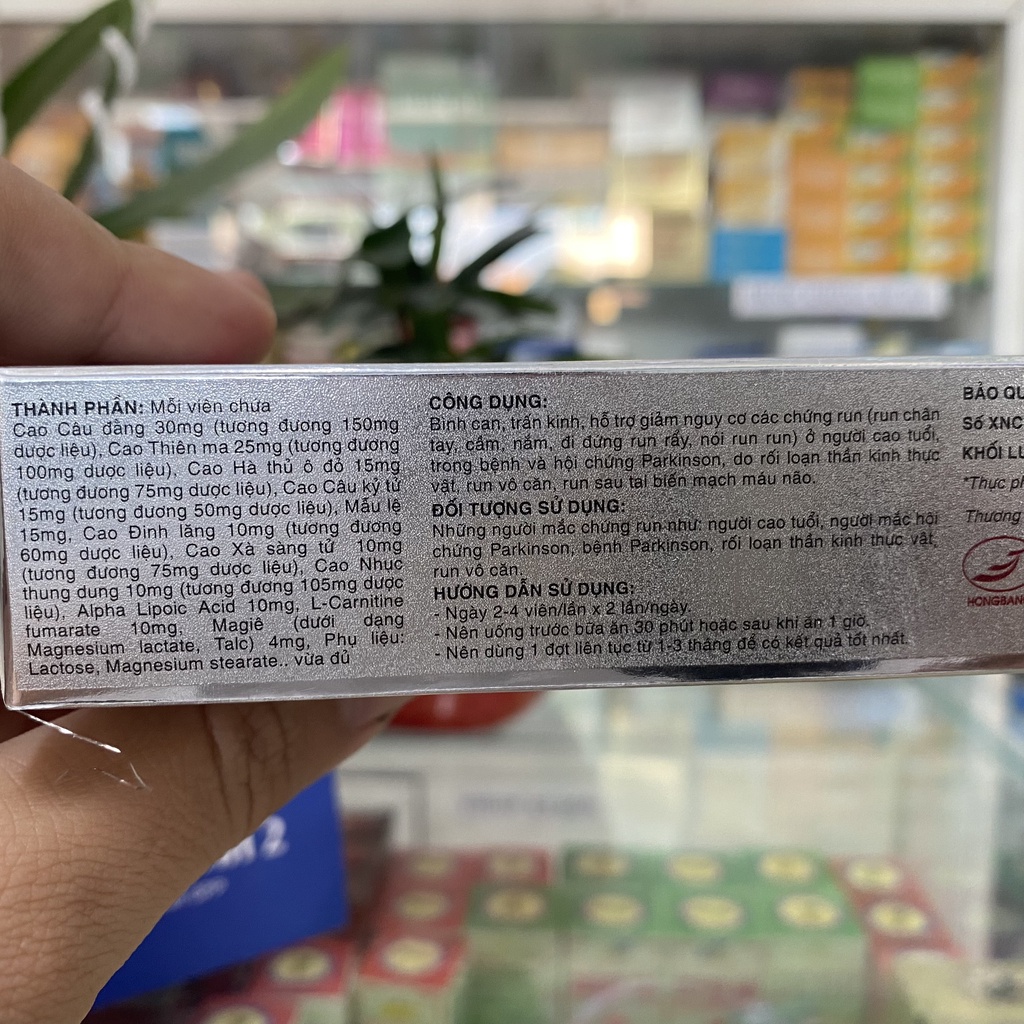 THÀNH PHẦN: Mỗi viên chứa
Cao Câu đằng 30mg (tương đương 150mg
dược liệu), Cao Thiên ma 25mg (tương đương
100mg dược liệu), Cao Hà thủ ô đỏ 15mg
(tương đương 75mg dược liệu), Cao Câu kỷ tử
15mg (tương đương 50mg dược liệu), Mẫu lệ
15mg, Cao Đinh lăng 10mg (tương đương
60mg dược liệu), Cao Xà sàng tử 10mg
(tương đương 75mg dược liệu), Cao Nhục
thung dung 10mg (tương đương 105mg dược
liệu), Alpha Lipoic Acid 10mg, L-Carnitine
fumarate 10mg, Magiê (dưới dạng
Magnesium lactate, Talc) 4mg, Phụ liệu:
Lactose, Magnesium stearate.. vừa đủ
CÔNG DỤNG:
Bình can, trấn kinh, hỗ trợ giảm nguy cơ các chứng run (run chân
tay, cầm, nắm, đi đứng run rẩy, nói run run) ở người cao tuổi,
trong bệnh và hội chứng Parkinson, do rối loạn thần kinh thực
vật, run vô căn, run sau tai biến mạch máu não.
ĐỐI TƯỢNG SỬ DỤNG:
Những người mắc chứng run như: người cao tuổi, người mắc hội
chứng Parkinson, bệnh Parkinson, rối loạn thần kinh thực vật,
run vô căn.
HƯỚNG DẪN SỬ DỤNG:
- Ngày 2-4 viên/lần x 2 lần/ngày.
- Nên uống trước bữa ăn 30 phút hoặc sau khi ăn 1 giờ.
- Nên dùng 1 đợt liên tục từ 1-3 tháng để có kết quả tốt nhất.
BẢO QU
Số XNC
KHỐI LƯ
*Thực ph
Thương
HONGBAN